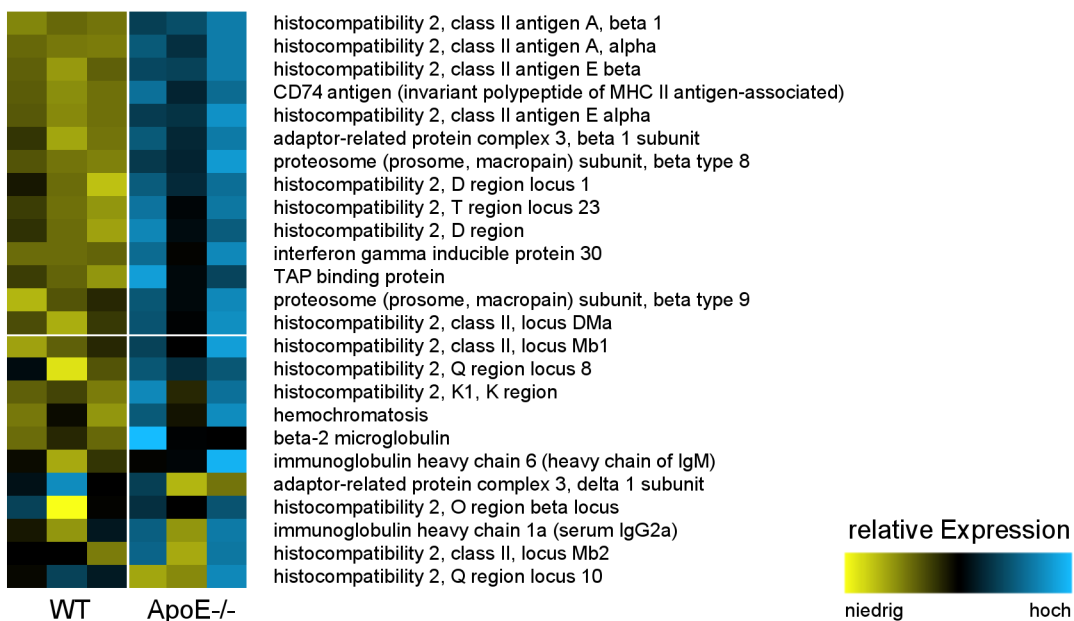 histocompatibility 2, class II antigen A, beta 1
histocompatibility 2, class II antigen A, alpha
histocompatibility 2, class II antigen E beta
CD74 antigen (invariant polypeptide of MHC II antigen-associated)
histocompatibility 2, class II antigen E alpha
adaptor-related protein complex 3, beta 1 subunit
proteosome (prosome, macropain) subunit, beta type 8
histocompatibility 2, D region locus 1
histocompatibility 2, T region locus 23
histocompatibility 2, D region
interferon gamma inducible protein 30
TAP binding protein
proteosome (prosome, macropain) subunit, beta type 9
histocompatibility 2, class II, locus DMa
histocompatibility 2, class II, locus Mb1
histocompatibility 2, Q region locus 8
histocompatibility 2, K1, K region
hemochromatosis
beta-2 microglobulin
immunoglobulin heavy chain 6 (heavy chain of IgM)
adaptor-related protein complex 3, delta 1 subunit
histocompatibility 2, O region beta locus
immunoglobulin heavy chain 1a (serum IgG2a)
histocompatibility 2, class II, locus Mb2
histocompatibility 2, Q region locus 10
WT ApoE-/-
relative Expression
niedrig hoch